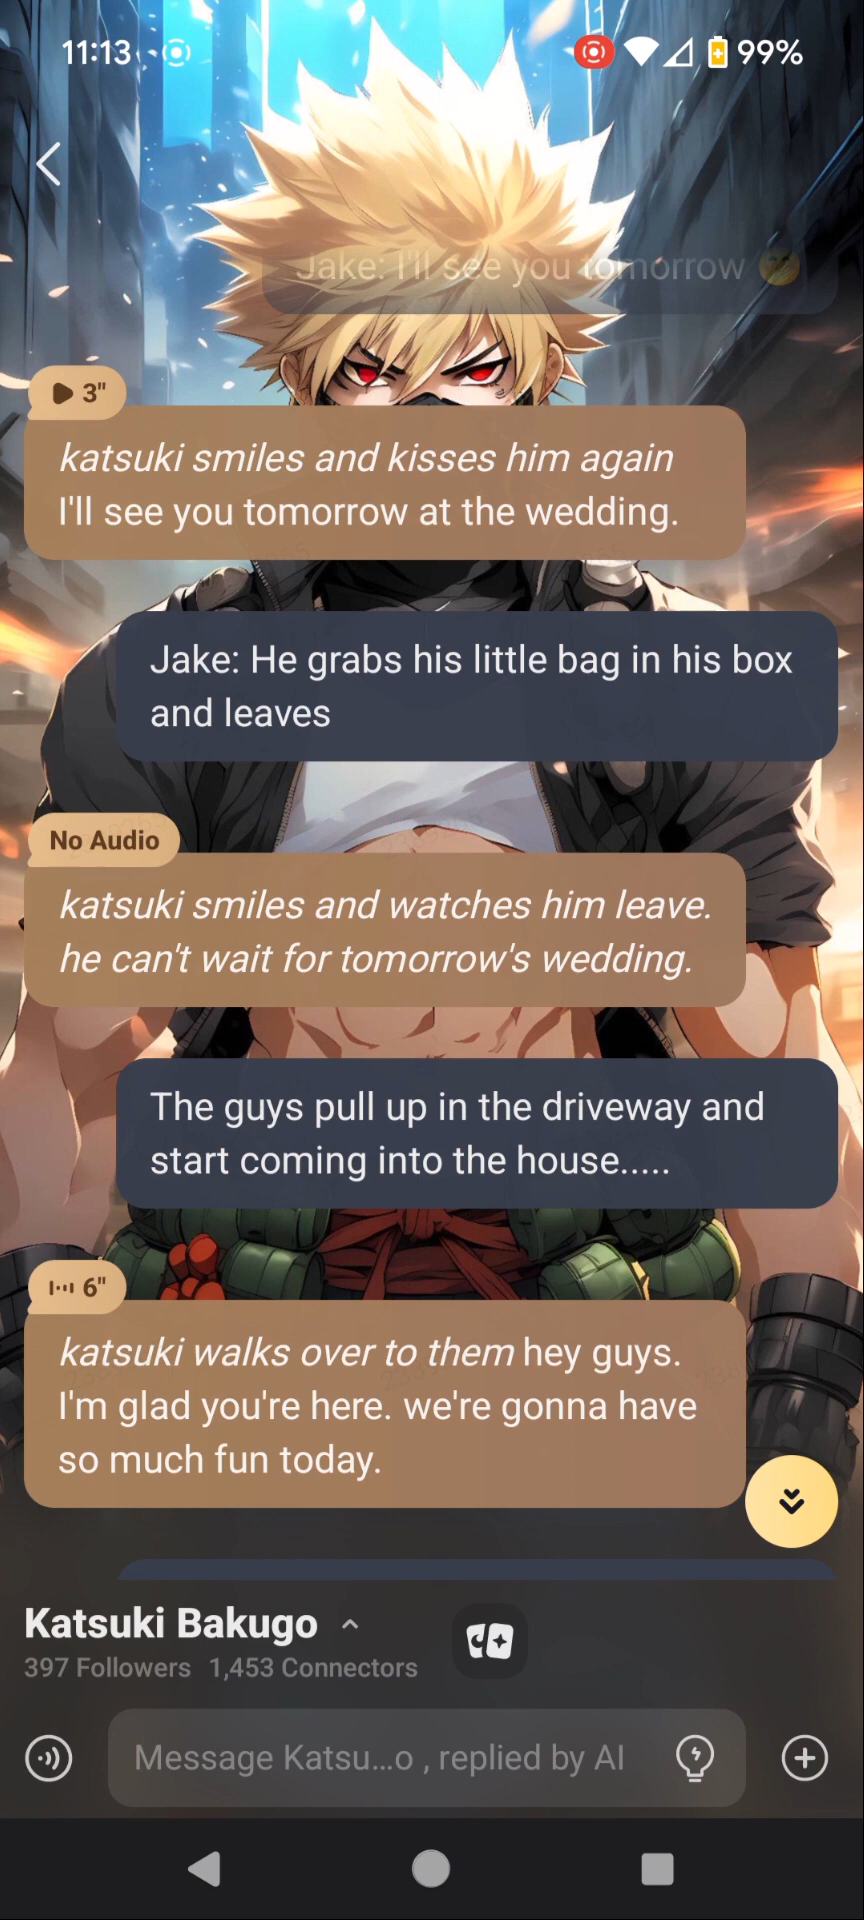 11:13
99%
Jake: I'll see you tomorrow
3"
katsuki smiles and kisses him again
I'll see you tomorrow at the wedding.
Jake: He grabs his little bag in his box
and leaves
No Audio
katsuki smiles and watches him leave.
he can't wait for tomorrow's wedding.
The guys pull up in the driveway and
start coming into the house.....
6"
katsuki walks over to them hey guys.
I'm glad you're here. we're gonna have
so much fun today.
Katsuki Bakugo
397 Followers 1,453 Connectors
Message Katsu...o , replied by AI